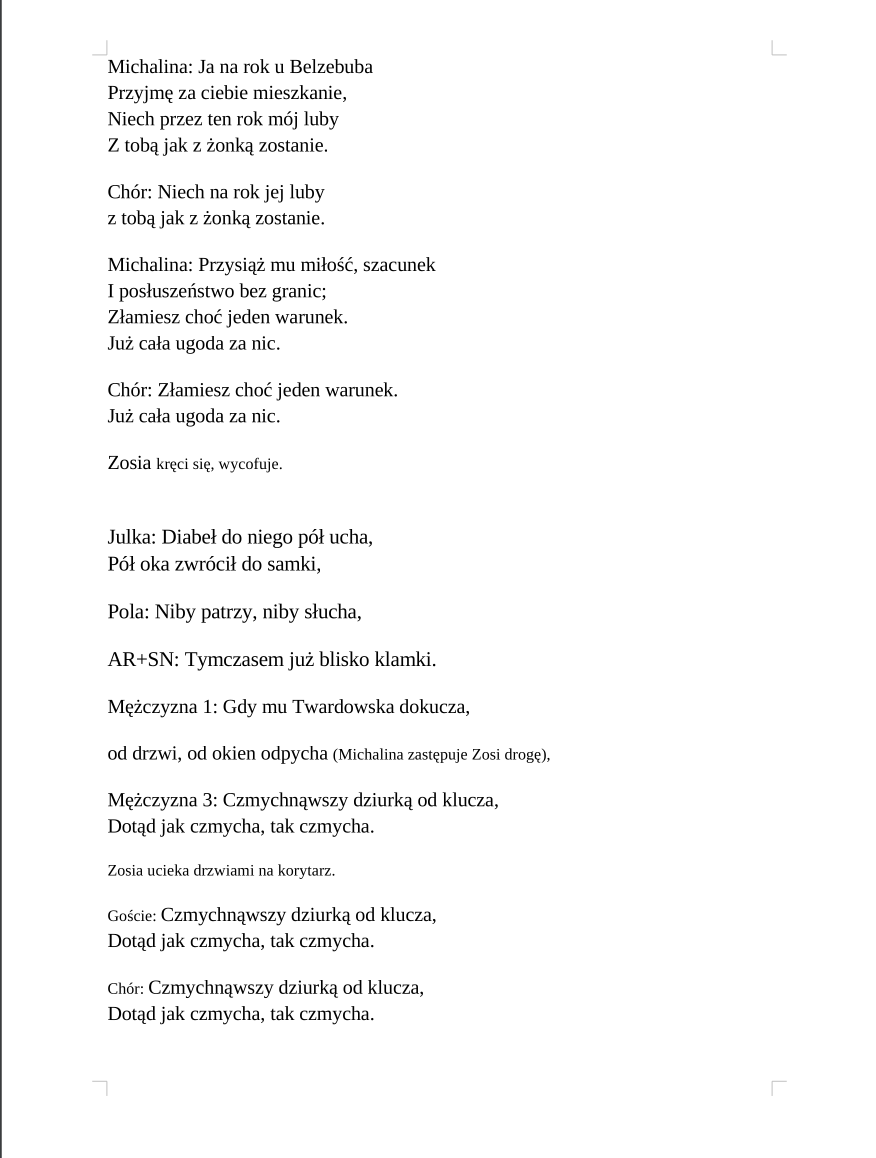 Michalina: Ja na rok u Belzebuba
Przyjmę za ciebie mieszkanie,
Niech przez ten rok mój luby
Z tobą jak z żonką zostanie.
Chór: Niech na rok jej luby
z tobą jak z żonką zostanie.
Michalina: Przysiąż mu miłość, szacunek
I posłuszeństwo bez granic;
Złamiesz choć jeden warunek.
Już cała ugoda za nic.
Chór: Złamiesz choć jeden warunek.
Już cała ugoda za nic.
Zosia kręci się, wycofuje.
Julka: Diabeł do niego pół ucha,
Pół oka zwrócił do samki,
Pola: Niby patrzy, niby słucha,
AR+SN: Tymczasem już blisko klamki.
Mężczyzna 1: Gdy mu Twardowska dokucza,
od drzwi, od okien odpycha (Michalina zastępuje Zosi drogę),
Mężczyzna 3: Czmychnąwszy dziurką od klucza,
Dotąd jak czmycha, tak czmycha.
Zosia ucieka drzwiami na korytarz.
Goście: Czmychnąwszy dziurką od klucza,
Dotąd jak czmycha, tak czmycha.
Chór: Czmychnąwszy dziurką od klucza,
Dotąd jak czmycha, tak czmycha.